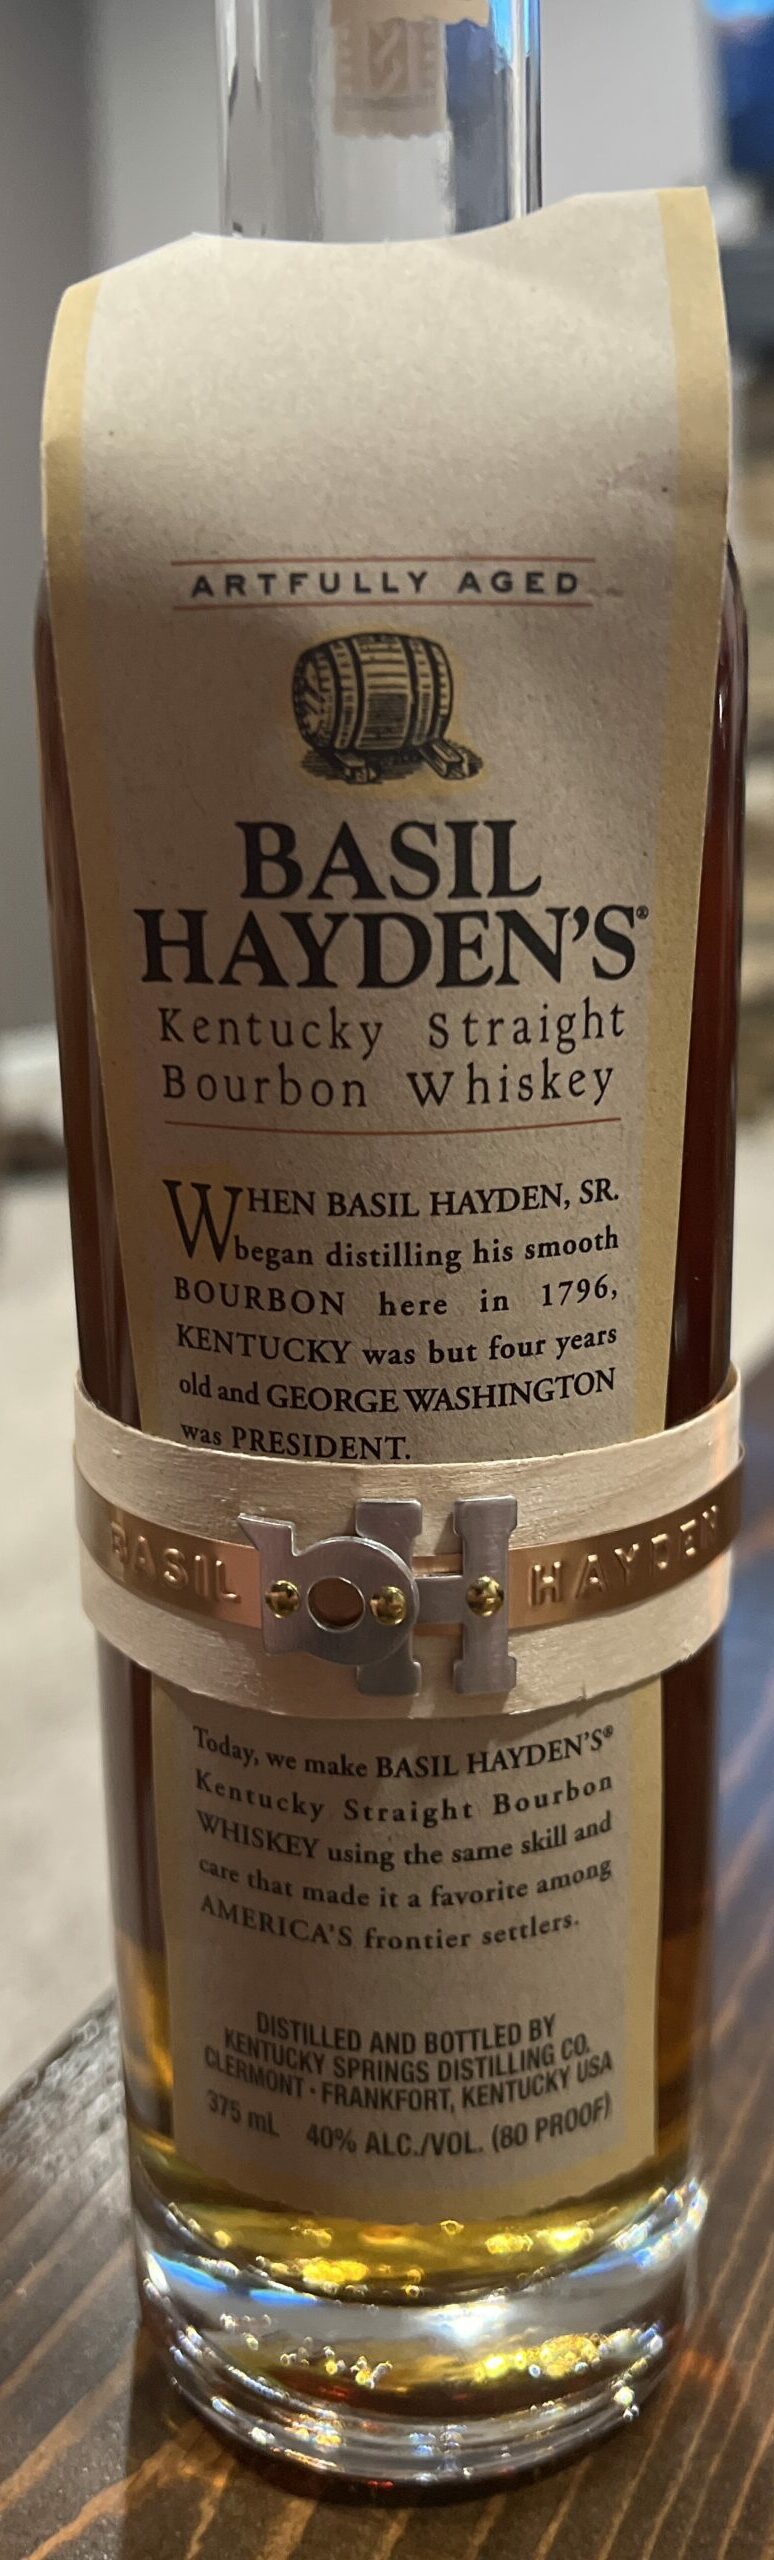 ARTFULLY AGED
BASIL
HAYDEN'S®
Kentucky Straight
Bourbon Whiskey
WHEN BASIL HAYDEN, SR.
began distilling his smooth
BOURBON here in 1796,
KENTUCKY was but four years
old and GEORGE WASHINGTON
was PRESIDENT.
BASIL bH HAYDEN
Today, we make BASIL HAYDEN'S®
Kentucky Straight Bourbon
WHISKEY using the same skill and
care that made it a favorite among
AMERICA'S frontier settlers.
DISTILLED AND BOTTLED BY
KENTUCKY SPRINGS DISTILLING CO.
CLERMONT · FRANKFORT, KENTUCKY USA
375 mL 40% ALC./VOL. (80 PROOF)